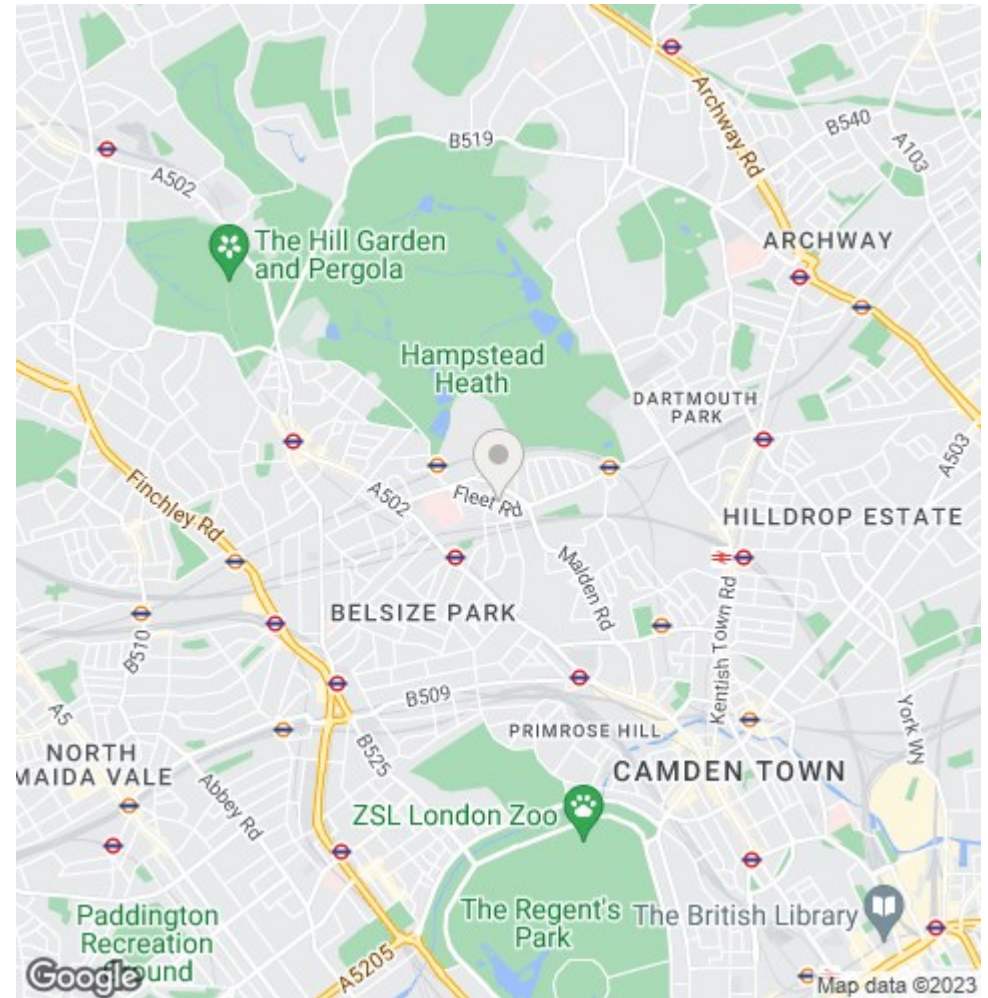 B519
Archway Rd
B540
A103
A502
The Hill Garden
and Pergola
ARCHWAY
Hampstead
Heath
DARTMOUTH
PARK
A503
Finchley Rd
A502
Fleet Rd
HILLDROP ESTATE
Malden Rd
BELSIZE PARK
Kentish Town Rd
B510
B509
A5
PRIMROSE HILL
York Wy
NORTH
MAIDA VALE
B525
CAMDEN TOWN
Abbey Rd
ZSL London Zoo
Paddington
Recreation
Ground
The Regent's
Park
The British Library
A5205
Google
Map data ©2023